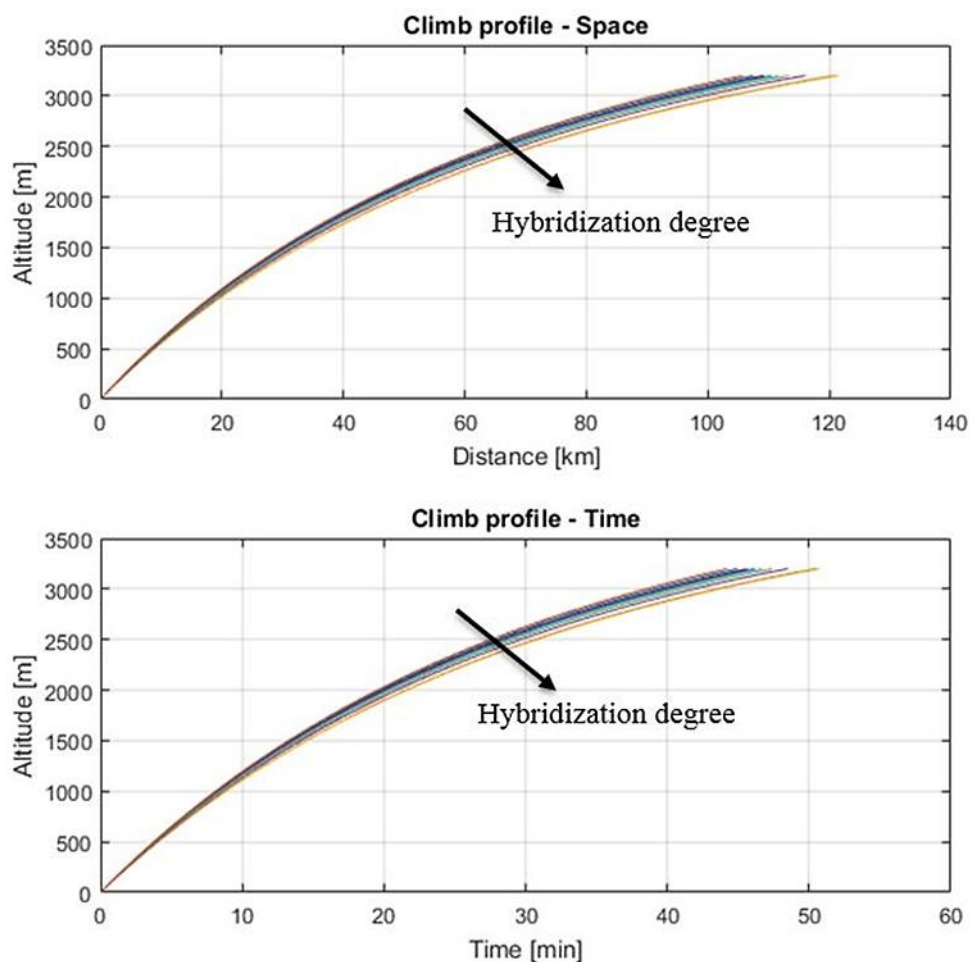 Climb profile - Space
3500
3000
2500
2000
1500
1000
500
0
Altitude [m]
Hybridization degree
0 20 40 60 80 100 120 140
Distance [km]
Climb profile - Time
3500
3000
2500
2000
1500
1000
500
0
Altitude [m]
Hybridization degree
0 10 20 30 40 50 60
Time [min]